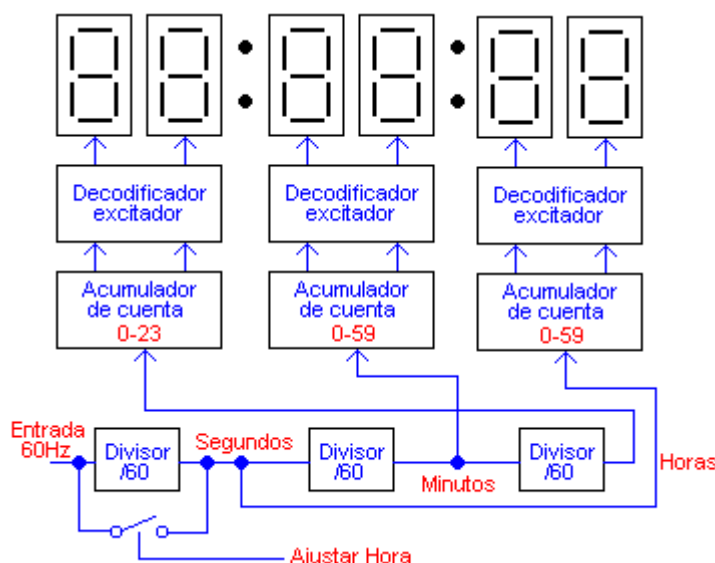 Decodificador
excitador
Decodificador
excitador
Decodificador
excitador
Acumulador
de cuenta
0-23
Acumulador
de cuenta
0-59
Acumulador
de cuenta
0-59
Entrada
60Hz
Divisor
/60
Segundos
Divisor
/60
Minutos
Divisor
/60
Horas
Ajustar Hora